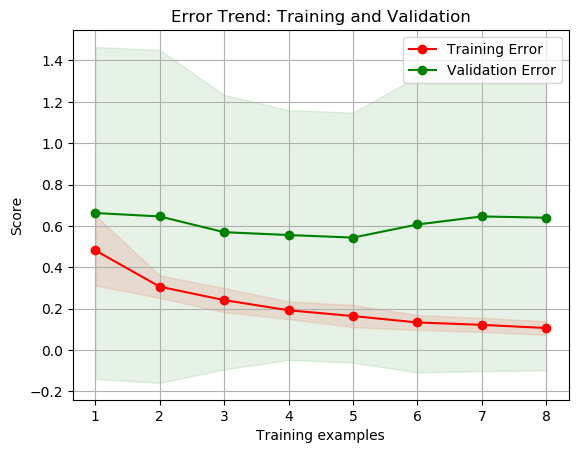 Error Trend: Training and Validation
Training Error
Validation Error
Score
1.4
1.2
1.0
0.8
0.6
0.4
0.2
0.0
−0.2
1 2 3 4 5 6 7 8
Training examples